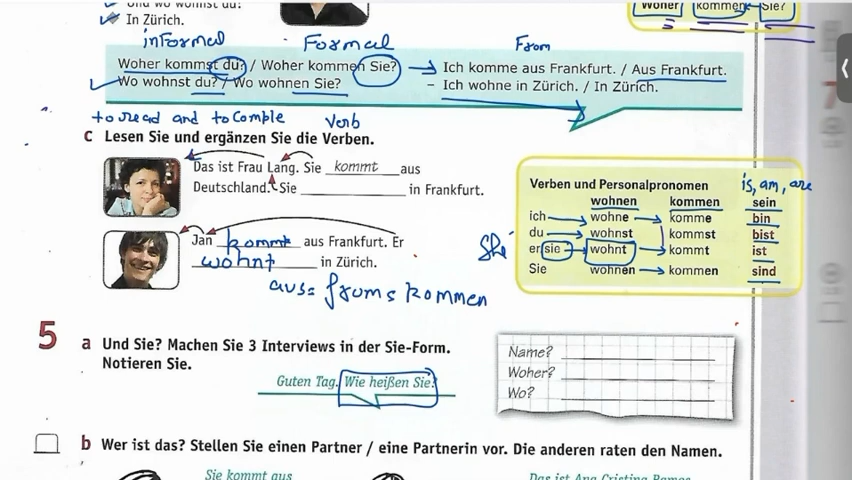 und wo wohnst du?
In Zürich.
Woher kommen Sie?
informal Formal From
Woher kommst du? / Woher kommen Sie?
Wo wohnst du? / Wo wohnen Sie?
Ich komme aus Frankfurt. / Aus Frankfurt.
– Ich wohne in Zürich. / In Zürich.
to read and to comple verb
c Lesen Sie und ergänzen Sie die Verben.
Das ist Frau Lang. Sie kommt aus
Deutschland. Sie ____________ in Frankfurt.
Jan kommt aus Frankfurt. Er
wohnt in Zürich.
aus = from = kommen
Verben und Personalpronomen is, am, are
wohnen kommen sein
ich wohne komme bin
du wohnst kommst bist
She er/sie wohnt kommt ist
Sie wohnen kommen sind
5 a Und Sie? Machen Sie 3 Interviews in der Sie-Form.
Notieren Sie.
Guten Tag. Wie heißen Sie?
Name?
Woher?
Wo?
b Wer ist das? Stellen Sie einen Partner / eine Partnerin vor. Die anderen raten den Namen.
Sie kommt aus
Das ist Ana Cristina Ramos
7